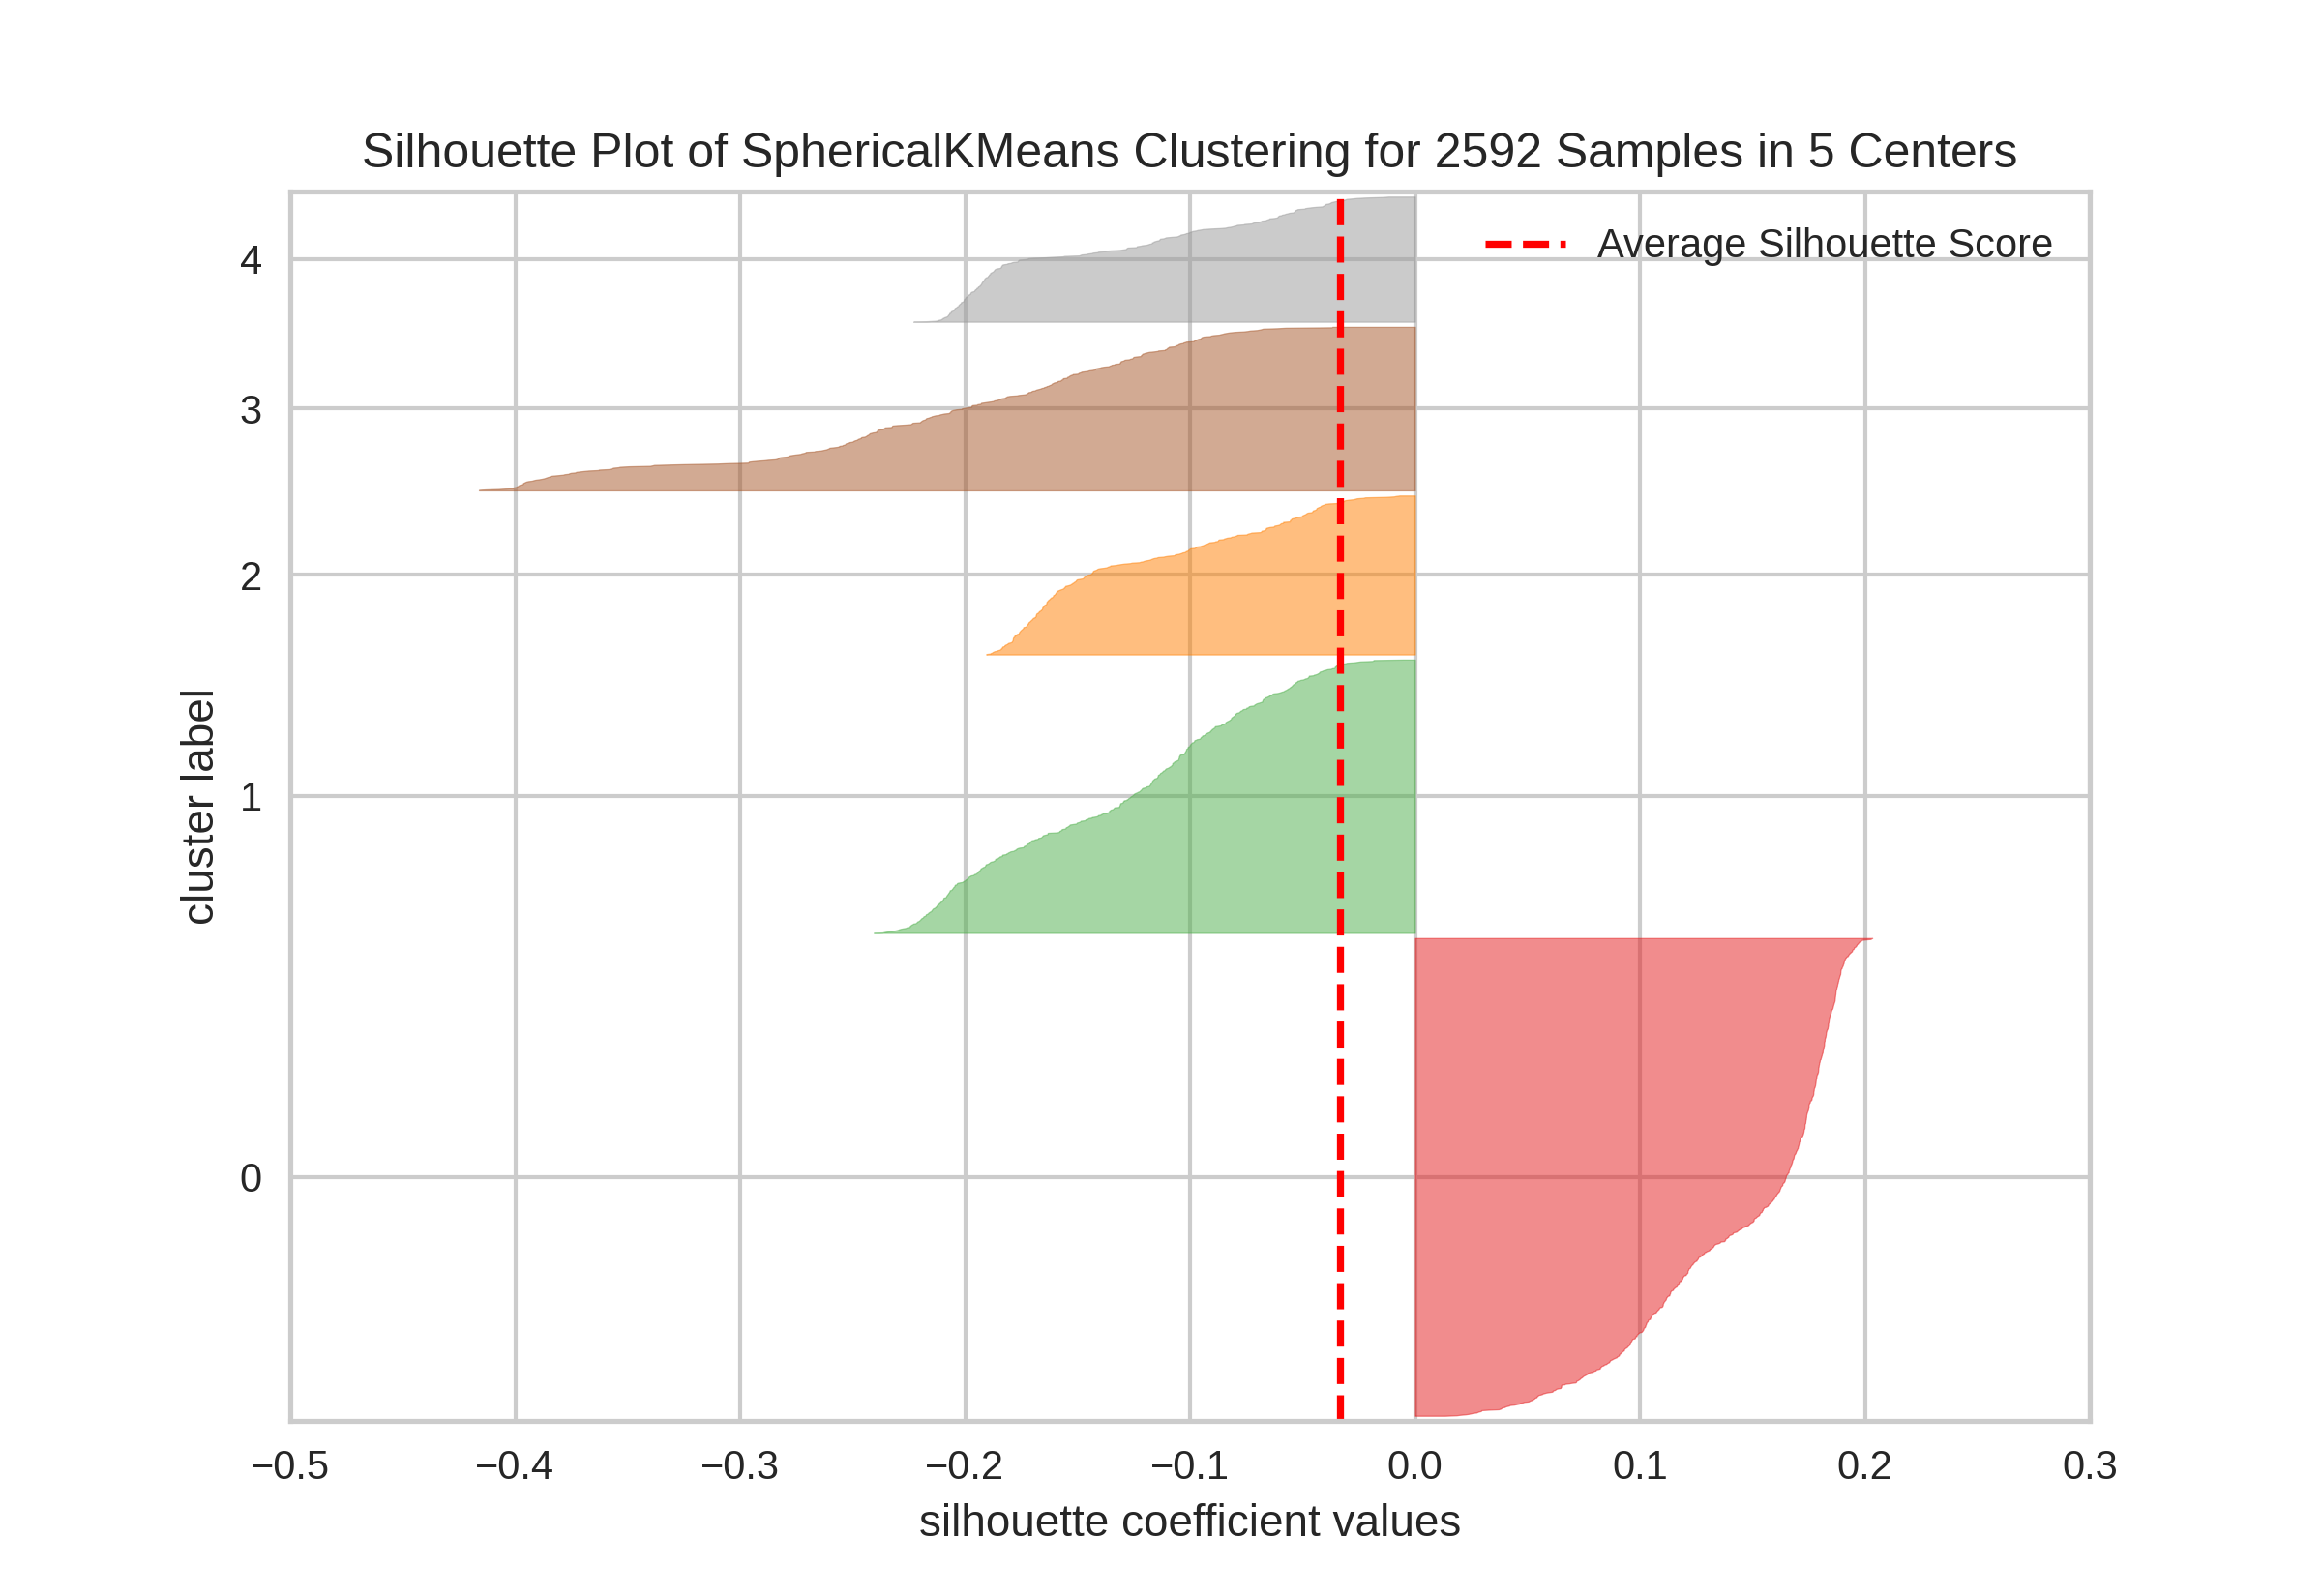 Silhouette Plot of SphericalKMeans Clustering for 2592 Samples in 5 Centers
Average Silhouette Score
4
3
2
1
0
cluster label
−0.5 −0.4 −0.3 −0.2 −0.1 0.0 0.1 0.2 0.3
silhouette coefficient values